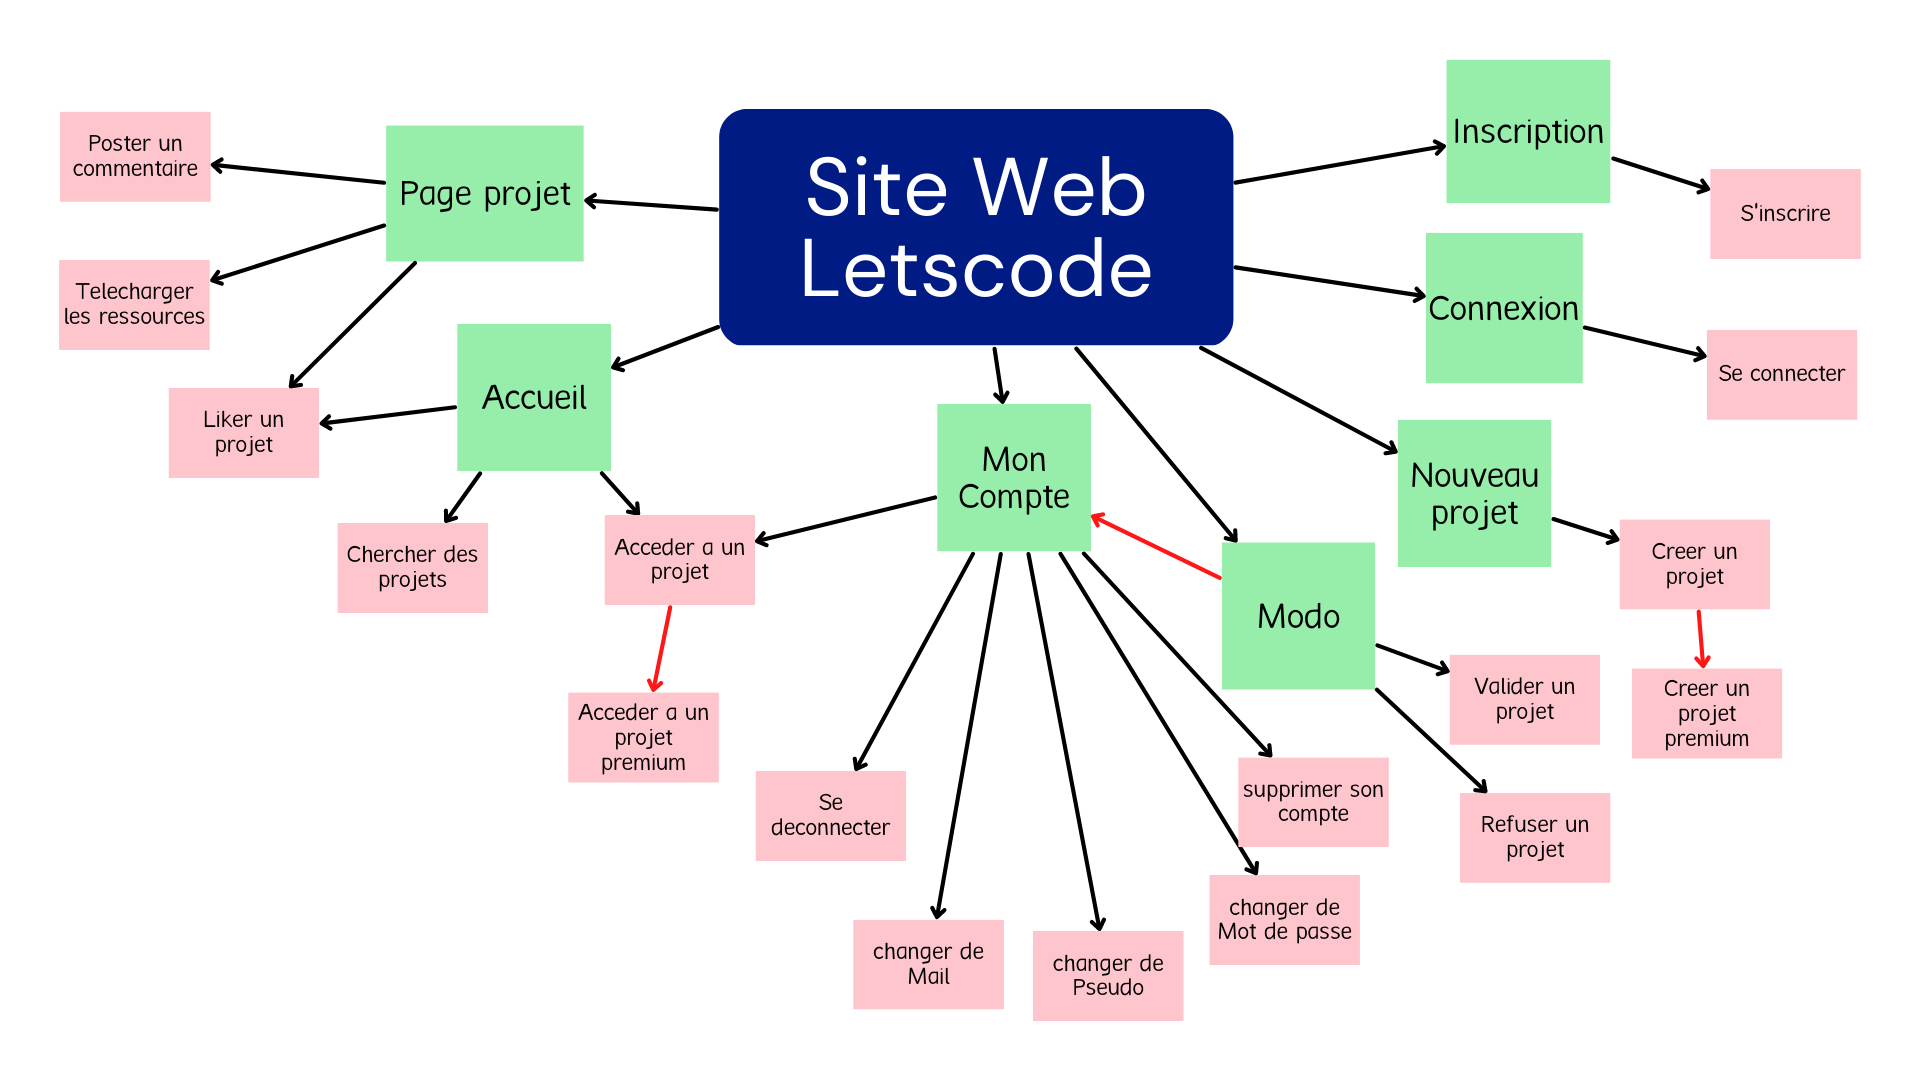 Site Web
Letscode
Inscription
S'inscrire
Connexion
Se connecter
Page projet
Poster un
commentaire
Telecharger
les ressources
Liker un
projet
Accueil
Chercher des
projets
Acceder a un
projet
Acceder a un
projet
premium
Mon
Compte
Se
deconnecter
changer de
Mail
changer de
Pseudo
changer de
Mot de passe
supprimer son
compte
Modo
Valider un
projet
Refuser un
projet
Nouveau
projet
Creer un
projet
Creer un
projet
premium